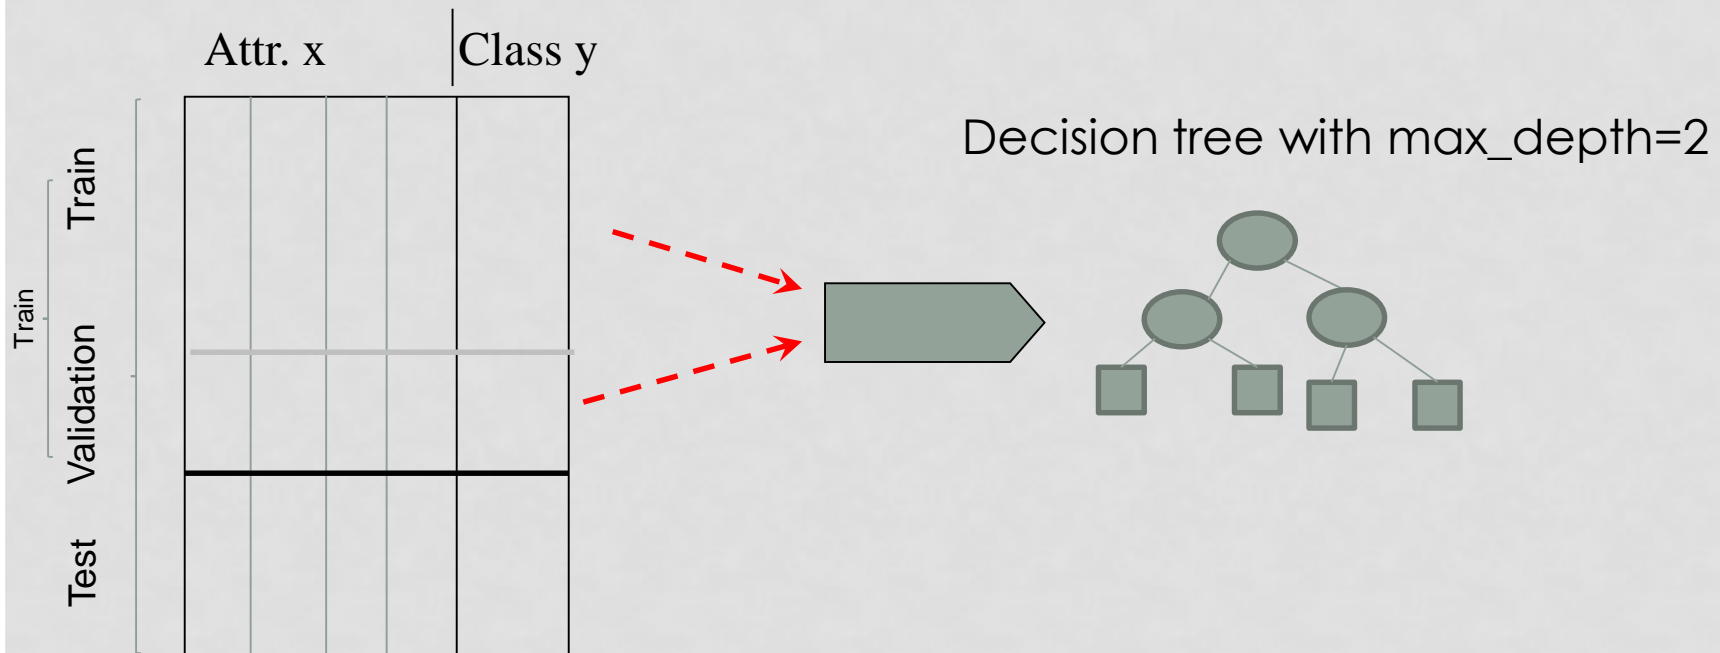 Attr. x
Class y
Decision tree with max_depth=2
Train
Train
Validation
Test